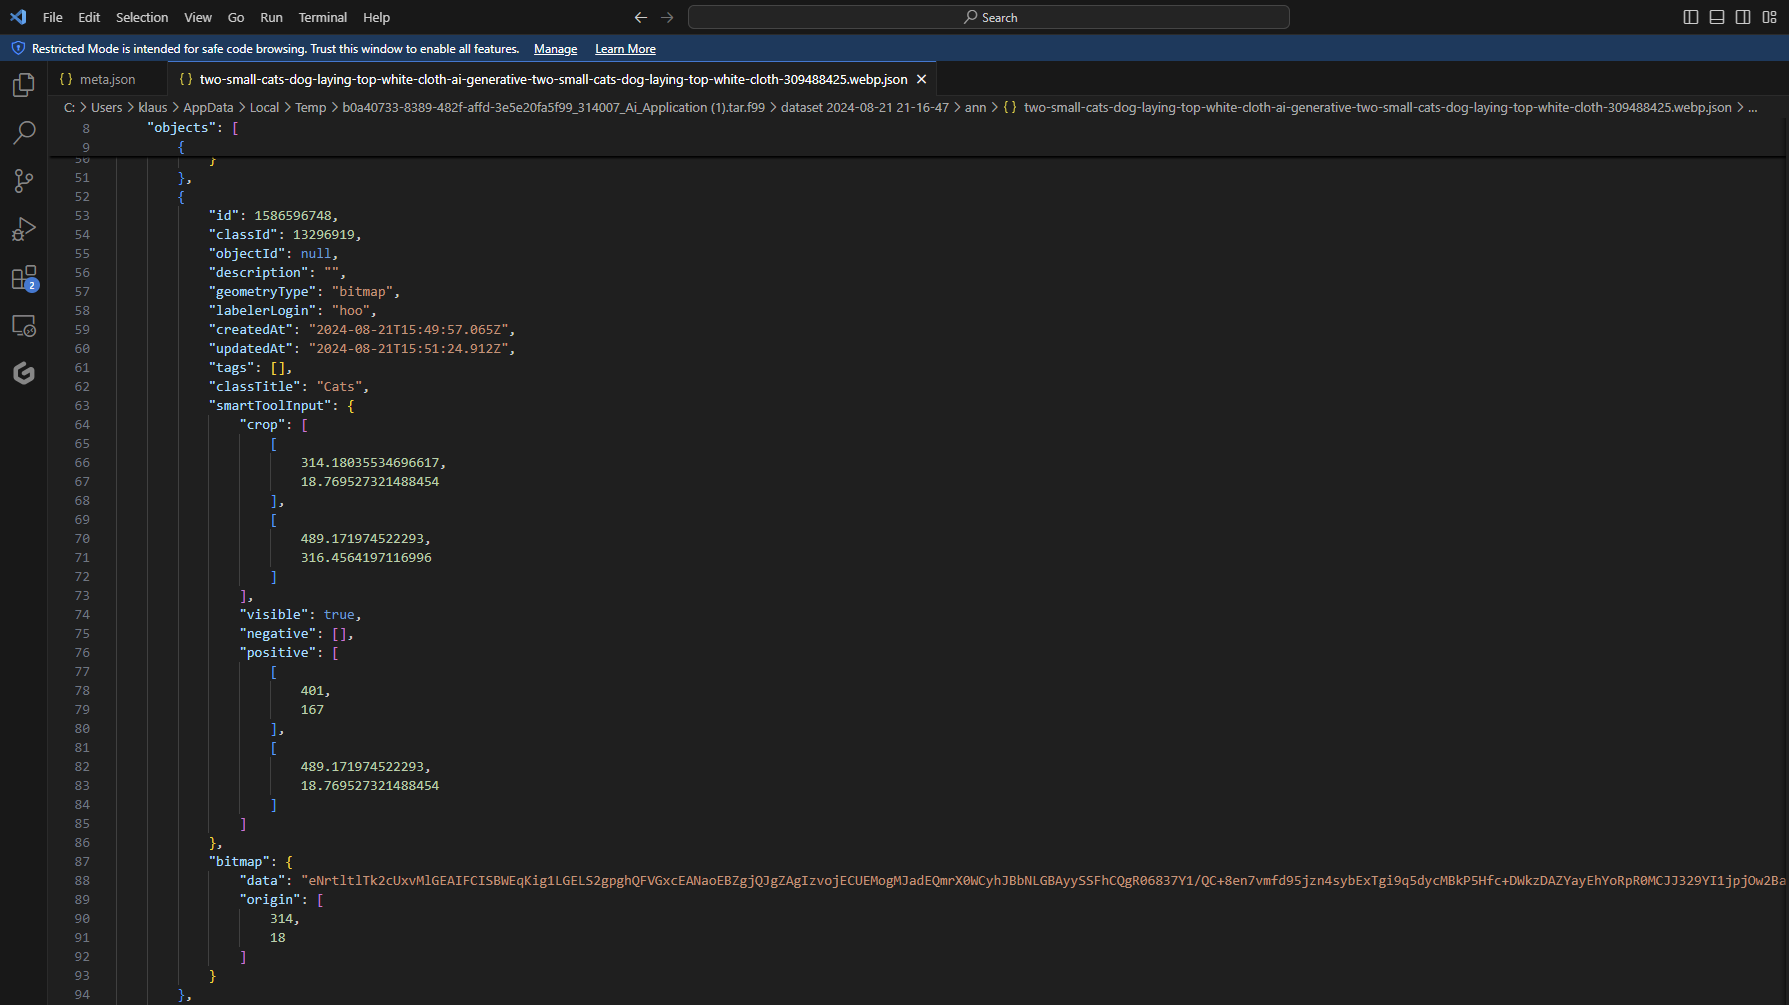 File Edit Selection View Go Run Terminal Help
Search
Restricted Mode is intended for safe code browsing. Trust this window to enable all features. Manage Learn More
{} meta.json
{} two-small-cats-dog-laying-top-white-cloth-ai-generative-two-small-cats-dog-laying-top-white-cloth-309488425.webp.json
C: > Users > klaus > AppData > Local > Temp > b0a40733-8389-482f-affd-3e5e20fa5f99_314007_Ai_Application (1).tar.f99 > dataset 2024-08-21 21-16-47 > ann > {} two-small-cats-dog-laying-top-white-cloth-ai-generative-two-small-cats-dog-laying-top-white-cloth-309488425.webp.json > ...
8 "objects": [
9 {
50 }
51 },
52 {
53 "id": 1586596748,
54 "classId": 13296919,
55 "objectId": null,
56 "description": "",
57 "geometryType": "bitmap",
58 "labelerLogin": "hoo",
59 "createdAt": "2024-08-21T15:49:57.065Z",
60 "updatedAt": "2024-08-21T15:51:24.912Z",
61 "tags": [],
62 "classTitle": "Cats",
63 "smartToolInput": {
64 "crop": [
65 [
66 314.18035534696617,
67 18.769527321488454
68 ],
69 [
70 489.171974522293,
71 316.4564197116996
72 ]
73 ],
74 "visible": true,
75 "negative": [],
76 "positive": [
77 [
78 401,
79 167
80 ],
81 [
82 489.171974522293,
83 18.769527321488454
84 ]
85 ]
86 },
87 "bitmap": {
88 "data": "eNrtltlTk2cUxvMlGEAIFCISBWEqKig1LGELS2gpghQFVGxcEANaoEBZgjQJgZAgIzvojECUEMogMJadEQmrX0WCyhJBbNLGBAyySSFhCQgR06837Y1/QC+8en7vmfd95jzn4sybExTgi9q5dycMBkP5Hfc+DWkzDAZYayEhYoRpR0MCJJ329YI1jpjOw2Ba
89 "origin": [
90 314,
91 18
92 ]
93 }
94 },
2